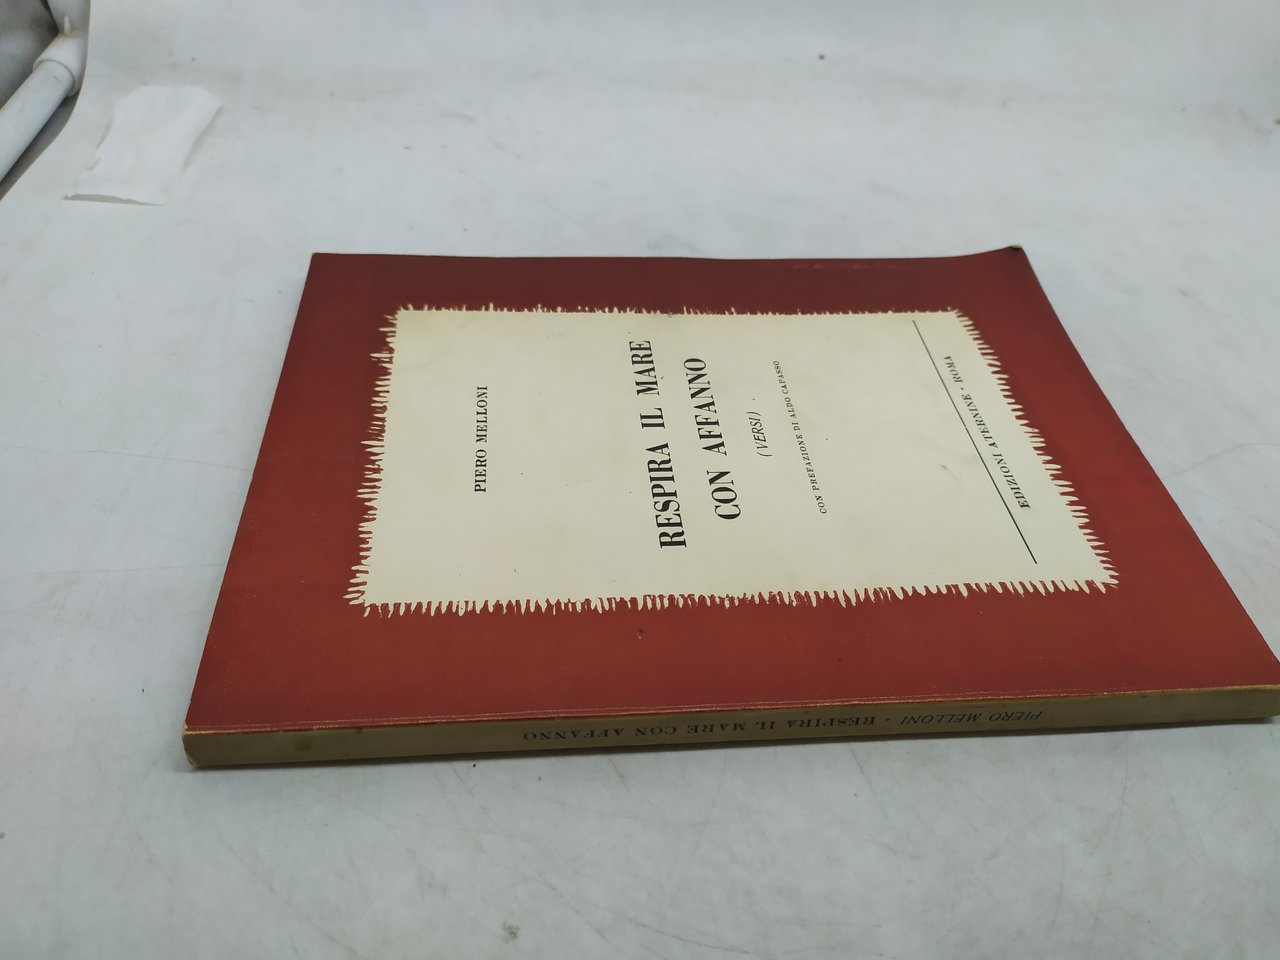 PIERO MELLONI
RESPIRA IL MARE
CON AFFANNO
(VERSI)
CON PREFAZIONE DI ALDO CAPASSO
EDIZIONI ATERNINE - ROMA
PIERO MELLONI - RESPIRA IL MARE CON AFFANNO